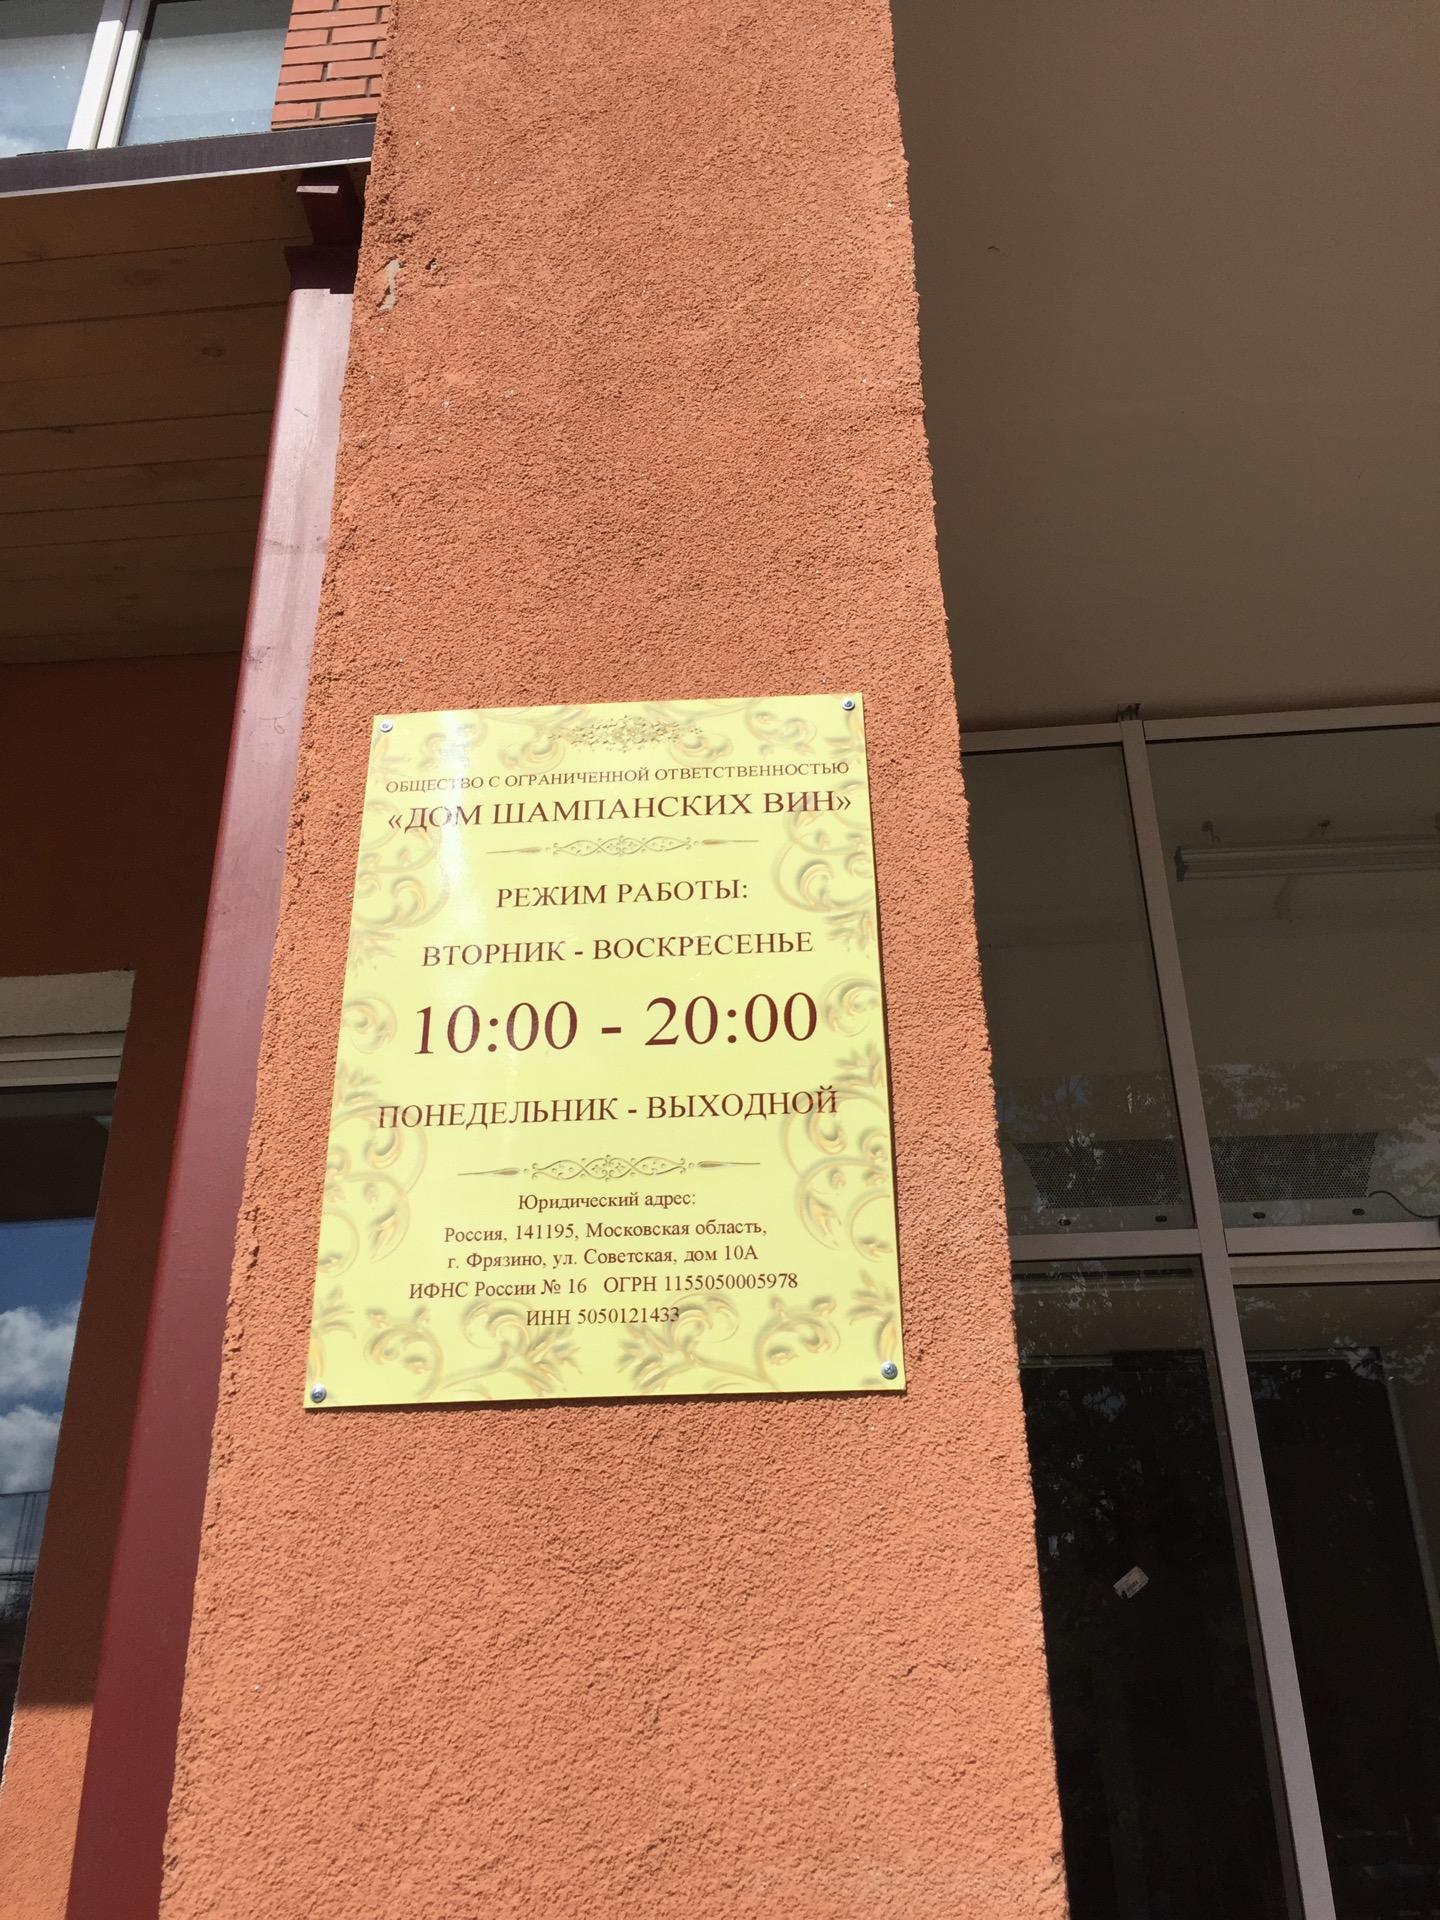 ОБЩЕСТВО С ОГРАНИЧЕННОЙ ОТВЕТСТВЕННОСТЬЮ
«ДОМ ШАМПАНСКИХ ВИН»
РЕЖИМ РАБОТЫ:
ВТОРНИК - ВОСКРЕСЕНЬЕ
10:00 - 20:00
ПОНЕДЕЛЬНИК - ВЫХОДНОЙ
Юридический адрес:
Россия, 141195, Московская область,
г. Фрязино, ул. Советская, дом 10А
ИФНС России № 16 ОГРН 1155050005978
ИНН 5050121433